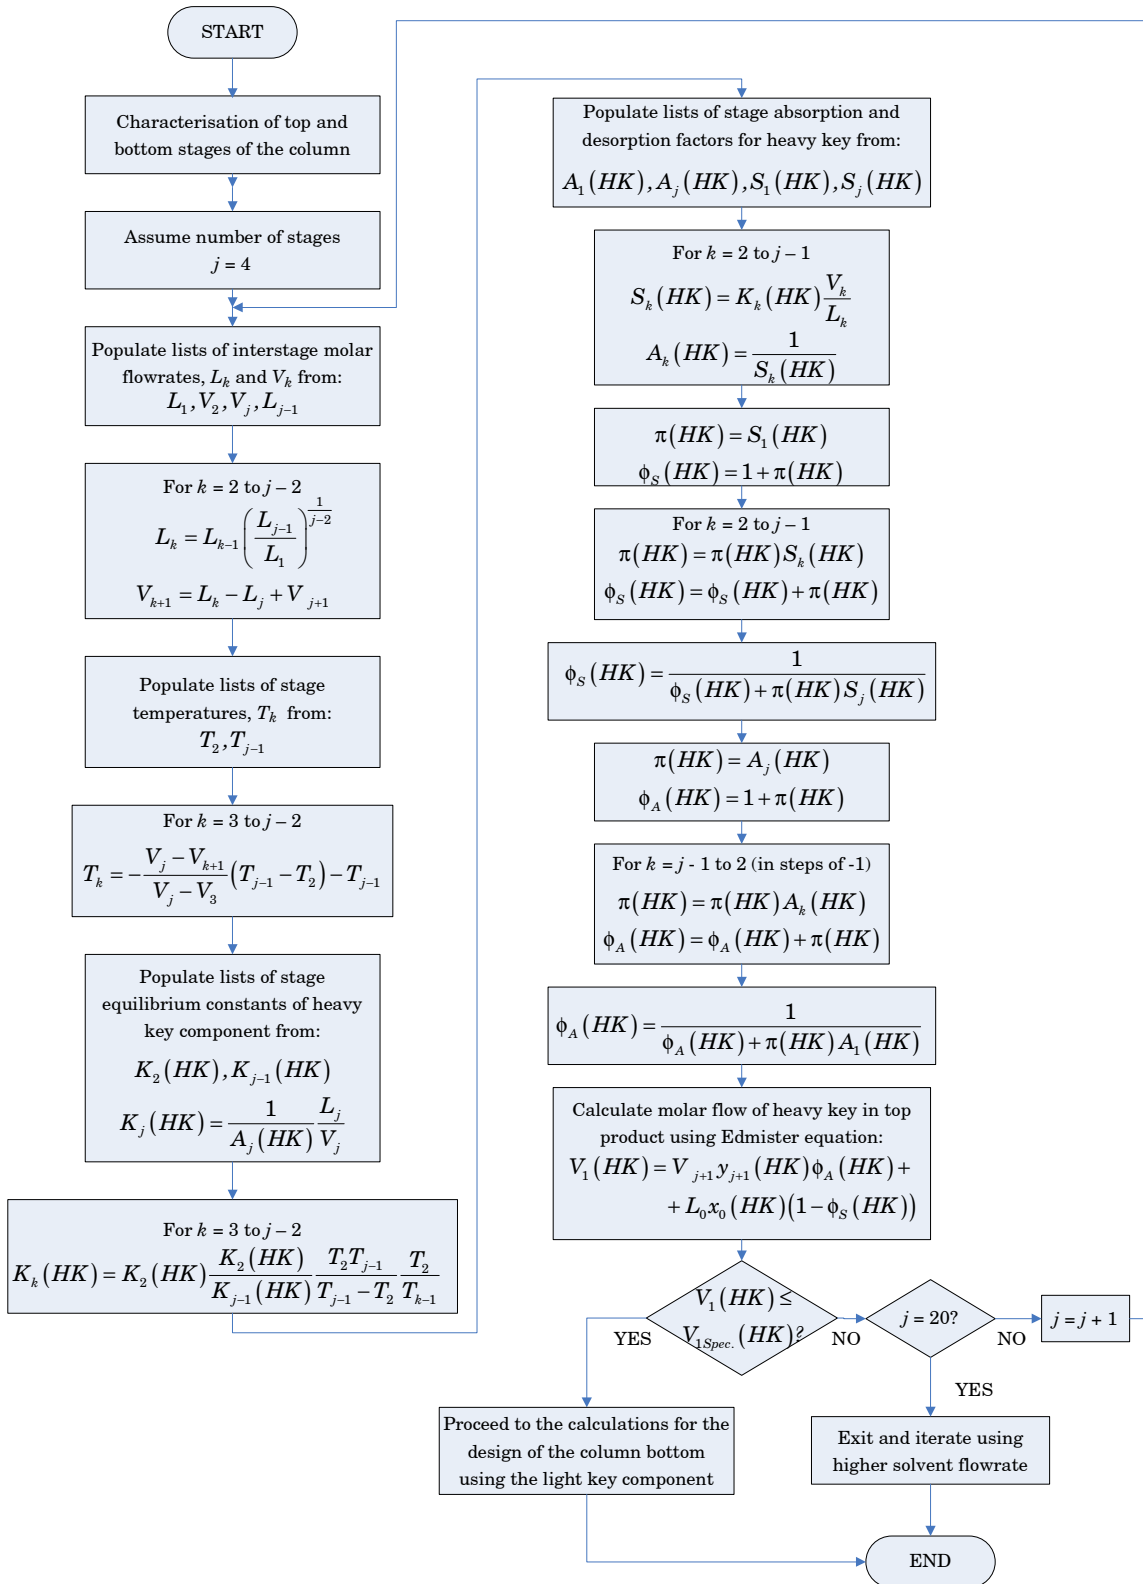 START
Characterisation of top and
bottom stages of the column
Assume number of stages
j = 4
Populate lists of interstage molar
flowrates, L_k and V_k from:
L_1, V_2, V_j, L_{j−1}
For k = 2 to j − 2
L_k = L_{k−1} (L_{j−1} / L_1)^{1/(j−2)}
V_{k+1} = L_k − L_j + V_{j+1}
Populate lists of stage
temperatures, T_k from:
T_2, T_{j−1}
For k = 3 to j − 2
T_k = − (V_j − V_{k+1}) / (V_j − V_3) (T_{j−1} − T_2) − T_{j−1}
Populate lists of stage
equilibrium constants of heavy
key component from:
K_2(HK), K_{j−1}(HK)
K_j(HK) = 1 / A_j(HK) L_j / V_j
For k = 3 to j − 2
K_k(HK) = K_2(HK) K_2(HK) / K_{j−1}(HK) T_2 T_{j−1} / (T_{j−1} − T_2) T_2 / T_{k−1}
Populate lists of stage absorption and
desorption factors for heavy key from:
A_1(HK), A_j(HK), S_1(HK), S_j(HK)
For k = 2 to j − 1
S_k(HK) = K_k(HK) V_k / L_k
A_k(HK) = 1 / S_k(HK)
π(HK) = S_1(HK)
ϕ_S(HK) = 1 + π(HK)
For k = 2 to j − 1
π(HK) = π(HK) S_k(HK)
ϕ_S(HK) = ϕ_S(HK) + π(HK)
ϕ_S(HK) = 1 / (ϕ_S(HK) + π(HK) S_j(HK))
π(HK) = A_j(HK)
ϕ_A(HK) = 1 + π(HK)
For k = j - 1 to 2 (in steps of -1)
π(HK) = π(HK) A_k(HK)
ϕ_A(HK) = ϕ_A(HK) + π(HK)
ϕ_A(HK) = 1 / (ϕ_A(HK) + π(HK) A_1(HK))
Calculate molar flow of heavy key in top
product using Edmister equation:
V_1(HK) = V_{j+1} y_{j+1}(HK) ϕ_A(HK) +
+ L_0 x_0(HK) (1 − ϕ_S(HK))
V_1(HK) ≤
V_{1Spec.}(HK)?
YES
NO
j = 20?
NO
j = j + 1
YES
Proceed to the calculations for the
design of the column bottom
using the light key component
Exit and iterate using
higher solvent flowrate
END